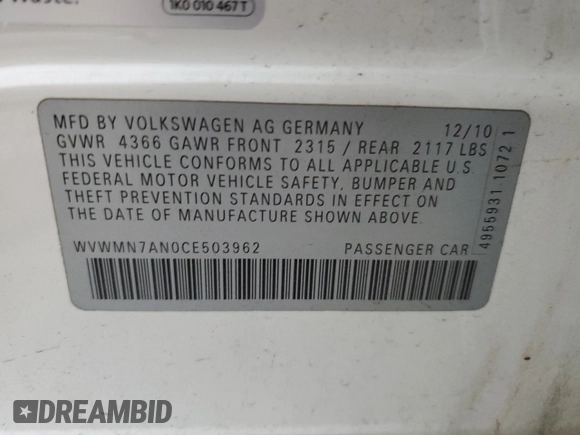 1K0 010 467 T
MFD BY VOLKSWAGEN AG GERMANY 12/10
GVWR 4366 GAWR FRONT 2315 / REAR 2117 LBS
THIS VEHICLE CONFORMS TO ALL APPLICABLE U.S.
FEDERAL MOTOR VEHICLE SAFETY, BUMPER AND
THEFT PREVENTION STANDARDS IN EFFECT ON
THE DATE OF MANUFACTURE SHOWN ABOVE.
WVWMN7AN0CE503962 PASSENGER CAR
4955931 1072 1
DREAMBID